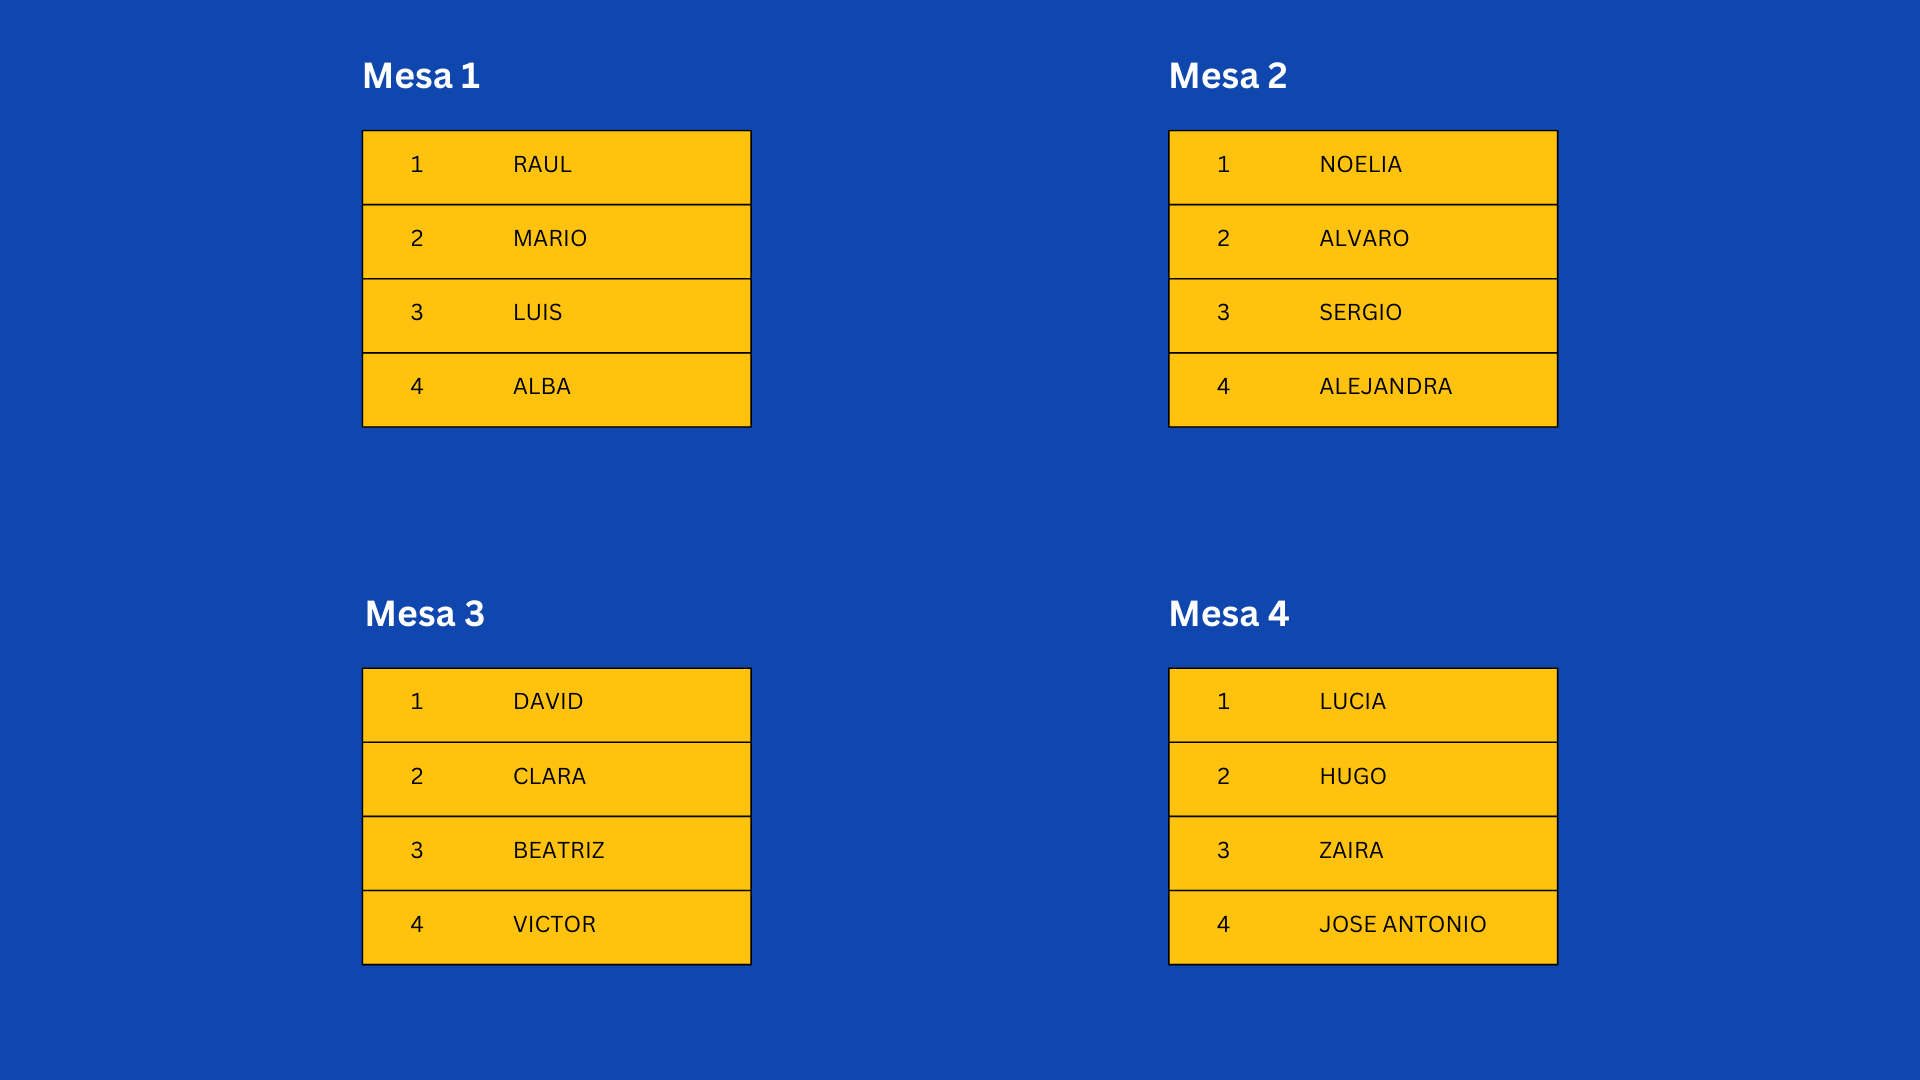 Mesa 1
1 RAUL
2 MARIO
3 LUIS
4 ALBA
Mesa 2
1 NOELIA
2 ALVARO
3 SERGIO
4 ALEJANDRA
Mesa 3
1 DAVID
2 CLARA
3 BEATRIZ
4 VICTOR
Mesa 4
1 LUCIA
2 HUGO
3 ZAIRA
4 JOSE ANTONIO